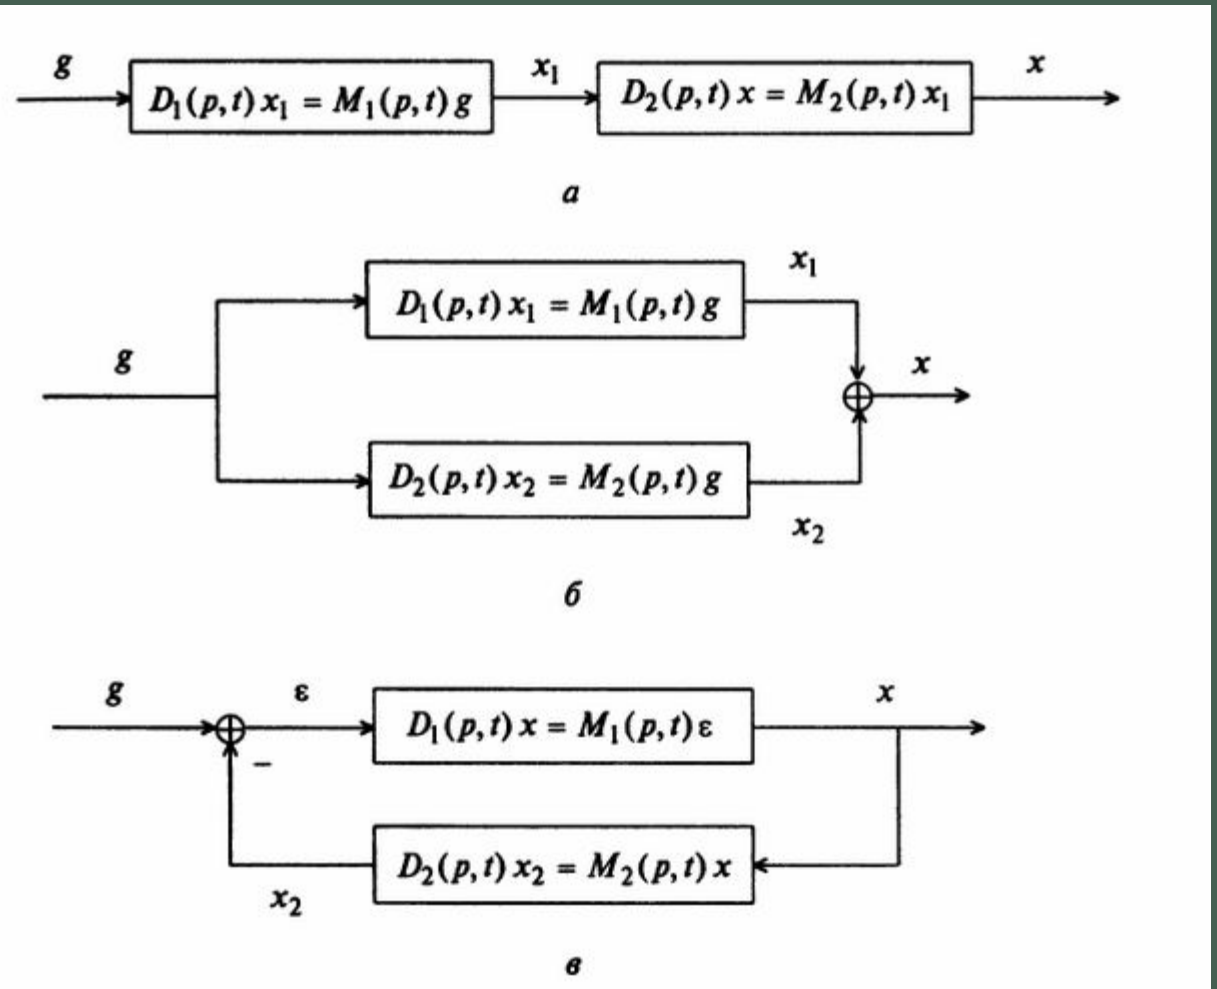 g x₁ x
D₁(p,t) x₁ = M₁(p,t) g D₂(p,t) x = M₂(p,t) x₁
а
x₁
D₁(p,t) x₁ = M₁(p,t) g
g x
D₂(p,t) x₂ = M₂(p,t) g
x₂
б
g ε x
D₁(p,t) x = M₁(p,t) ε
–
D₂(p,t) x₂ = M₂(p,t) x
x₂
в